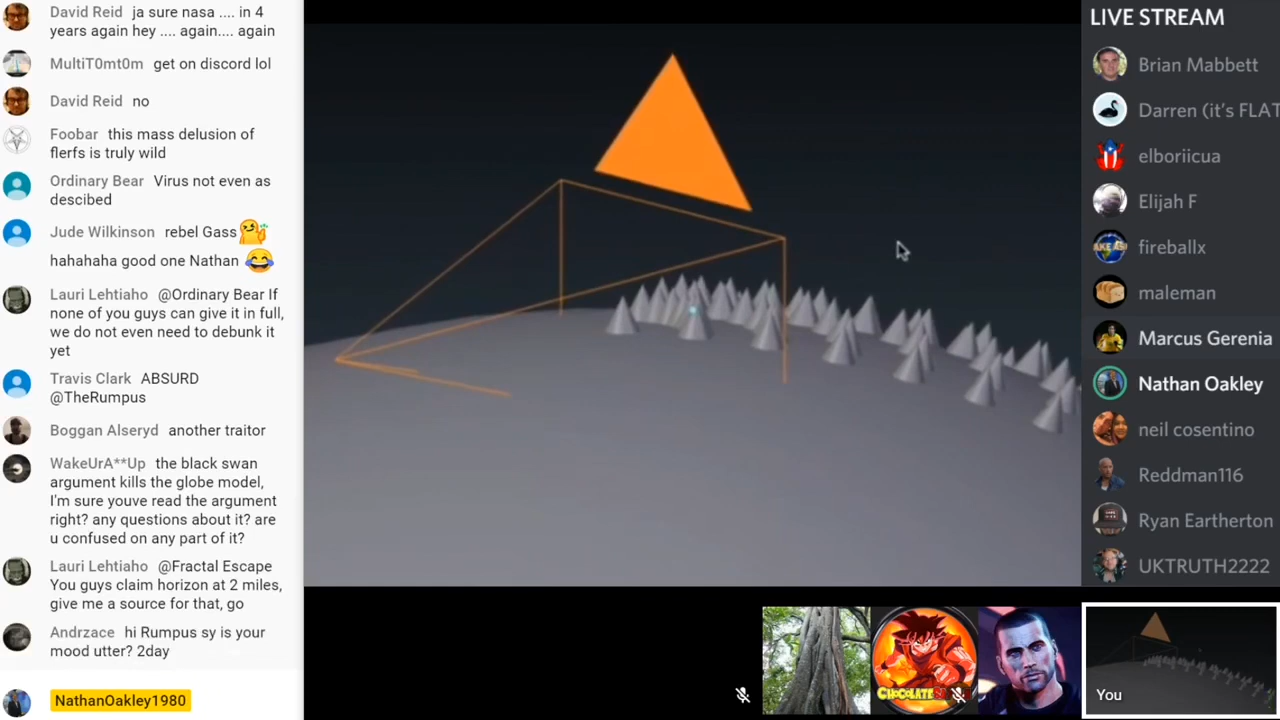 David Reid ja sure nasa .... in 4
years again hey .... again.... again
MultiT0mt0m get on discord lol
David Reid no
Foobar this mass delusion of
flerfs is truly wild
Ordinary Bear Virus not even as
descibed
Jude Wilkinson rebel Gass
hahahaha good one Nathan
Lauri Lehtiaho @Ordinary Bear If
none of you guys can give it in full,
we do not even need to debunk it
yet
Travis Clark ABSURD
@TheRumpus
Boggan Alseryd another traitor
WakeUrA**Up the black swan
argument kills the globe model,
I'm sure youve read the argument
right? any questions about it? are
u confused on any part of it?
Lauri Lehtiaho @Fractal Escape
You guys claim horizon at 2 miles,
give me a source for that, go
Andrzace hi Rumpus sy is your
mood utter? 2day
NathanOakley1980
LIVE STREAM
Brian Mabbett
Darren (it's FLAT
elboriicua
Elijah F
fireballx
maleman
Marcus Gerenia
Nathan Oakley
neil cosentino
Reddman116
Ryan Eartherton
UKTRUTH2222
You